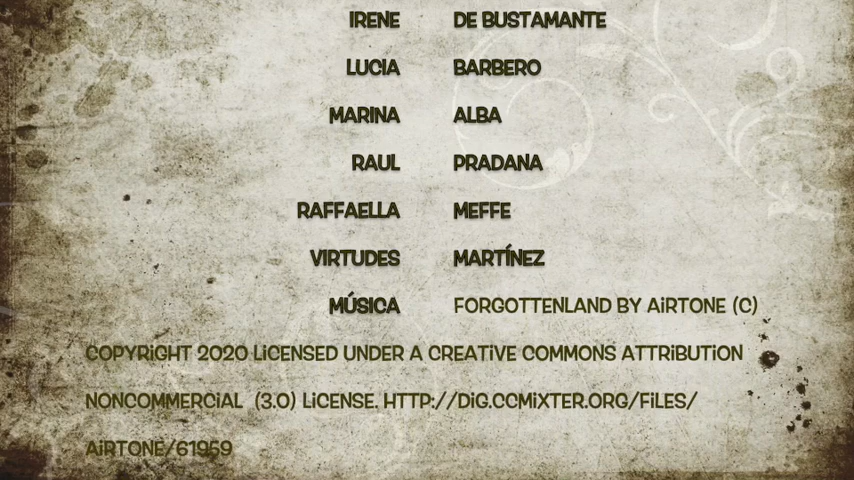 IRENE DE BUSTAMANTE
LUCIA BARBERO
MARINA ALBA
RAUL PRADANA
RAFFAELLA MEFFE
VIRTUDES MARTÍNEZ
MÚSICA FORGOTTENLAND BY AiRTONE (C)
COPYRiGHT 2020 LiCENSED UNDER A CREATiVE COMMONS ATTRiBUTiON
NONCOMMERCiAL (3.0) LiCENSE. HTTP://DiG.CCMiXTER.ORG/FiLES/
AiRTONE/61959